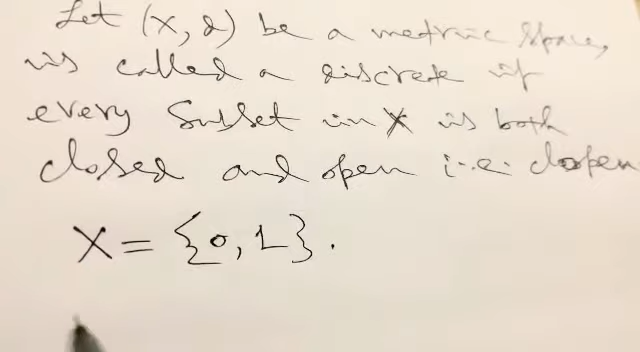 Let (X, d) be a metric space,
is called a discrete if
every Subset in X is both
closed and open i.e. clopen
X = {0, 1}.